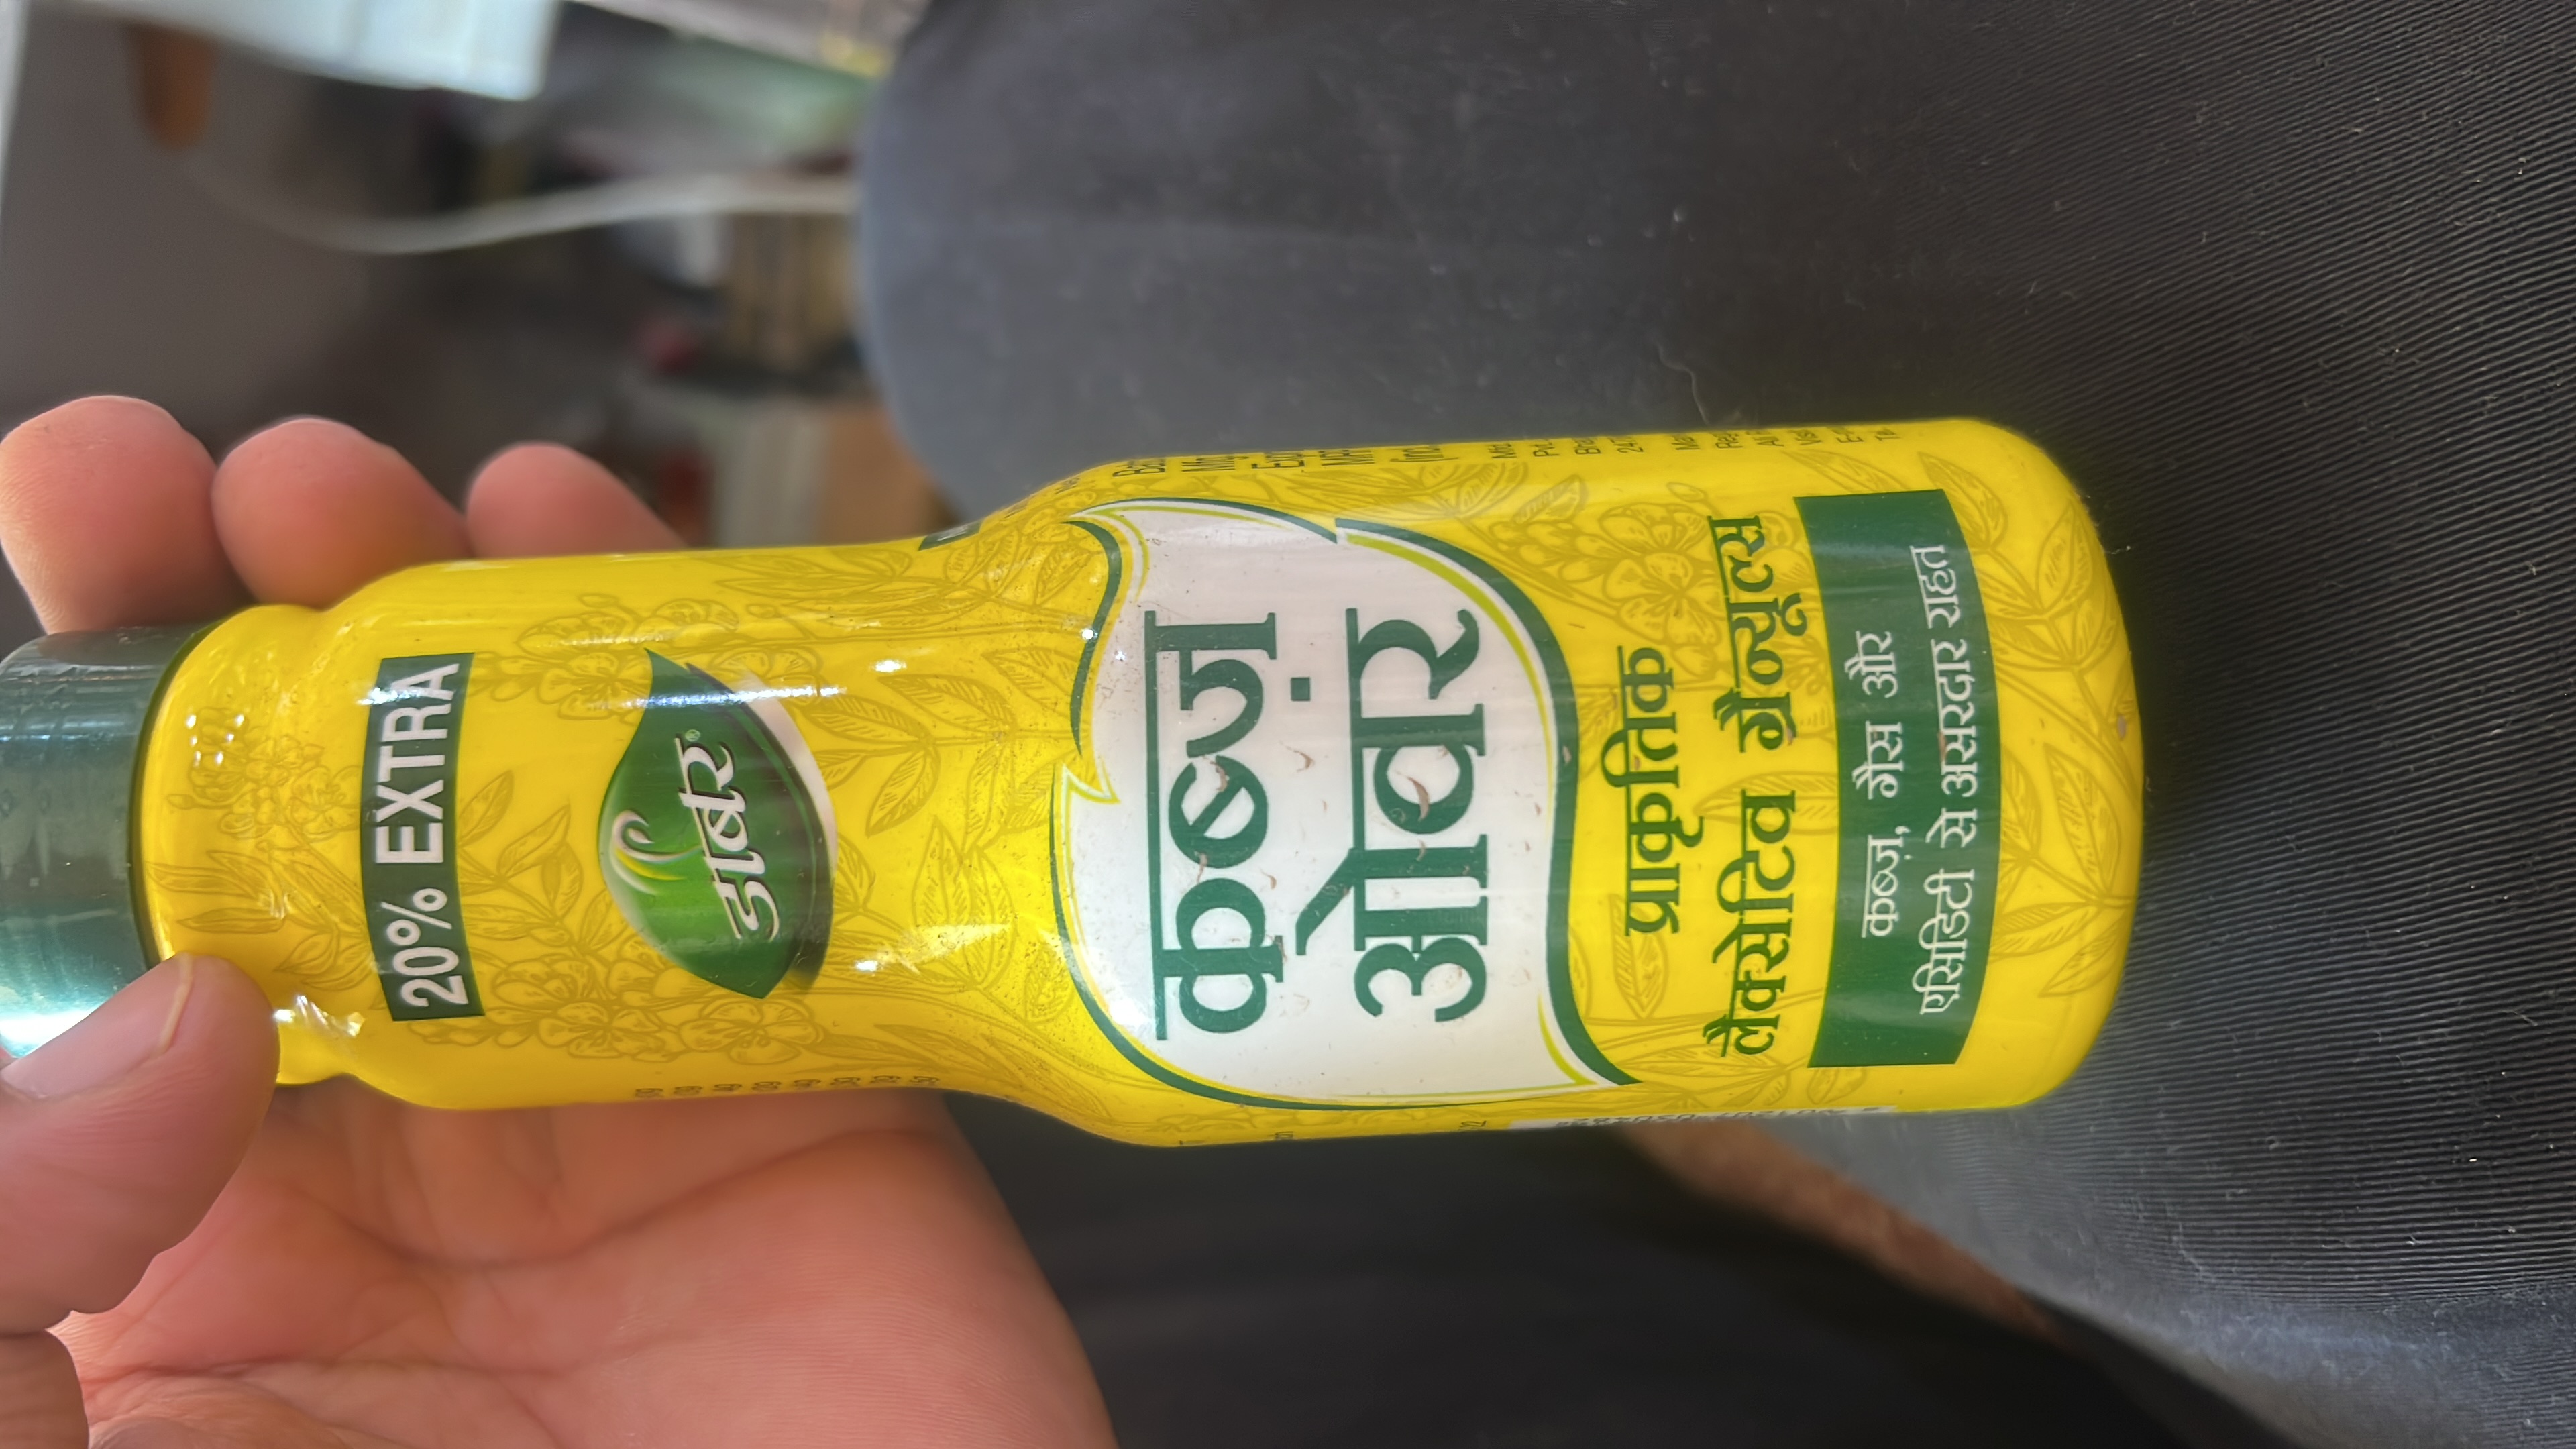 20% EXTRA
डाबर®
कब्ज़
ओवर
प्राकृतिक
लैक्सेटिव ग्रैन्यूल्स
कब्ज़, गैस और
एसिडिटी से असरदार राहत